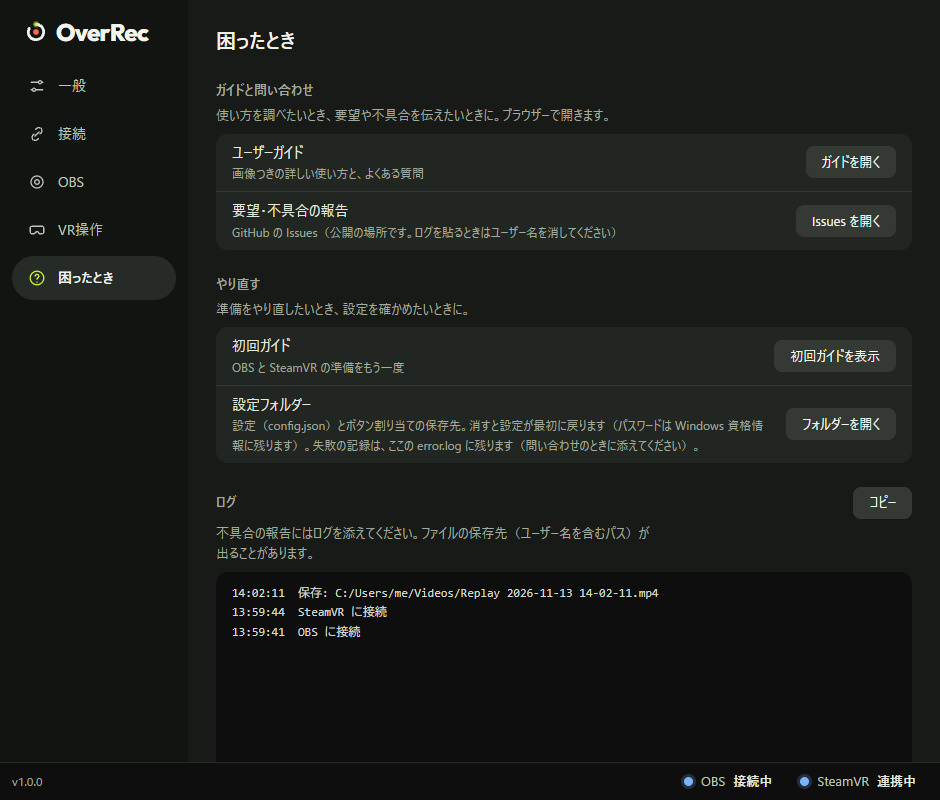 OverRec
一般
接続
OBS
VR操作
困ったとき
困ったとき
ガイドと問い合わせ
使い方を調べたいとき、要望や不具合を伝えたいときに。ブラウザーで開きます。
ユーザーガイド
画像つきの詳しい使い方と、よくある質問
ガイドを開く
要望・不具合の報告
GitHub の Issues（公開の場所です。ログを貼るときはユーザー名を消してください）
Issues を開く
やり直す
準備をやり直したいとき、設定を確かめたいときに。
初回ガイド
OBS と SteamVR の準備をもう一度
初回ガイドを表示
設定フォルダー
設定（config.json）とボタン割り当ての保存先。消すと設定が最初に戻ります（パスワードは Windows 資格情
報に残ります）。失敗の記録は、ここの error.log に残ります（問い合わせのときに添えてください）。
フォルダーを開く
ログ
コピー
不具合の報告にはログを添えてください。ファイルの保存先（ユーザー名を含むパス）が
出ることがあります。
14:02:11 保存: C:/Users/me/Videos/Replay 2026-11-13 14-02-11.mp4
13:59:44 SteamVR に接続
13:59:41 OBS に接続
v1.0.0
OBS 接続中
SteamVR 連携中